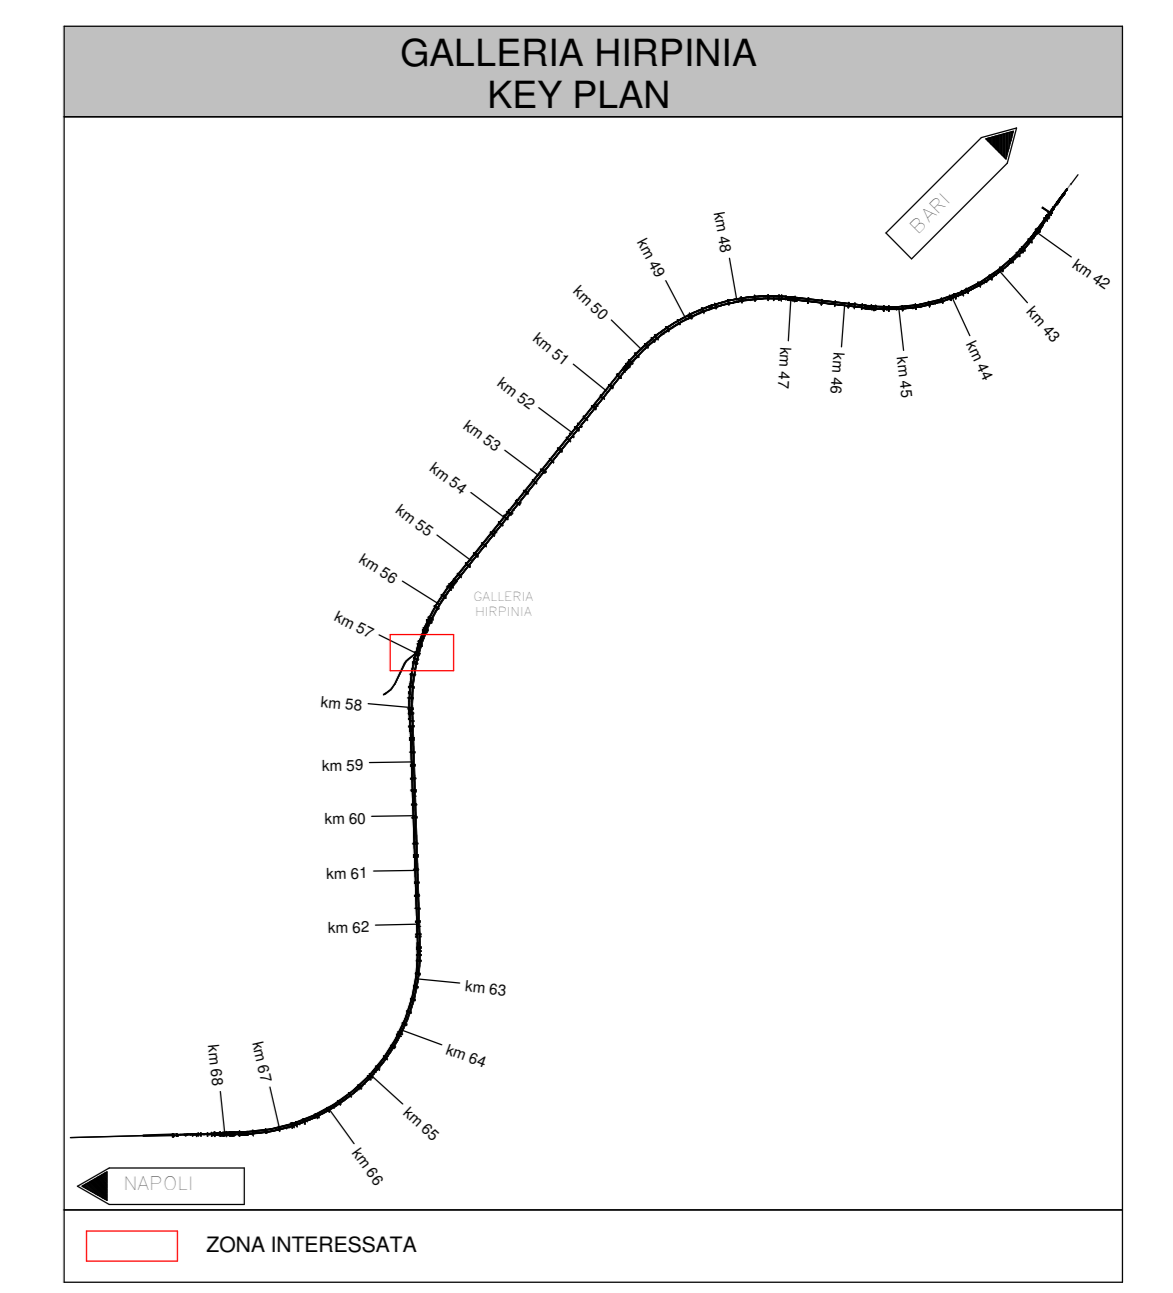 GALLERIA HIRPINIA
KEY PLAN
BARI
km 42
km 43
km 44
km 45
km 46
km 47
km 48
km 49
km 50
km 51
km 52
km 53
km 54
km 55
km 56
GALLERIA
HIRPINIA
km 57
km 58
km 59
km 60
km 61
km 62
km 63
km 64
km 65
km 66
km 67
km 68
NAPOLI
ZONA INTERESSATA